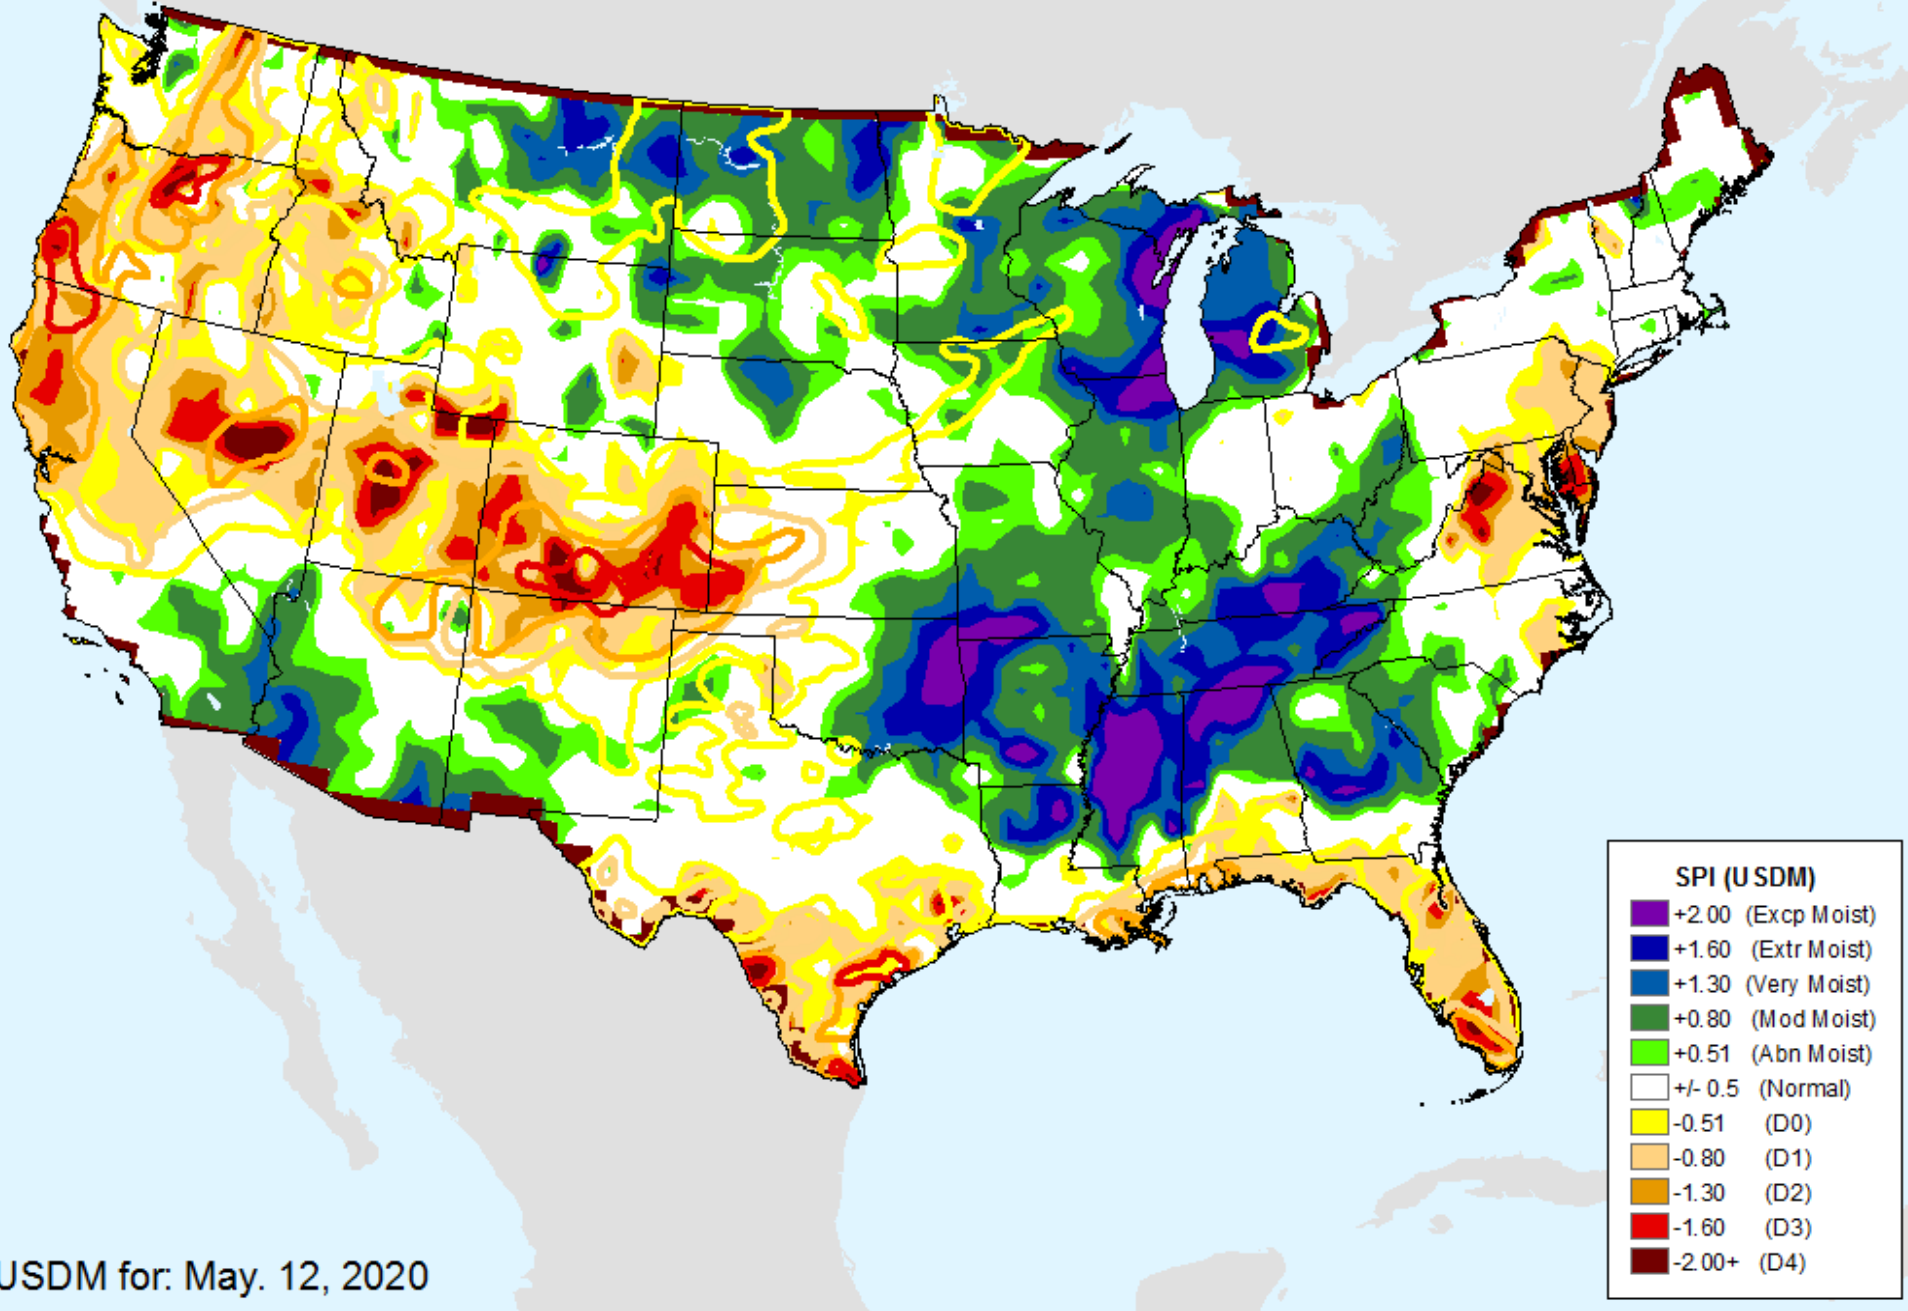 SPI (USDM)
+2.00 (Excp Moist)
+1.60 (Extr Moist)
+1.30 (Very Moist)
+0.80 (Mod Moist)
+0.51 (Abn Moist)
+/- 0.5 (Normal)
-0.51 (D0)
-0.80 (D1)
-1.30 (D2)
-1.60 (D3)
-2.00+ (D4)
USDM for: May. 12, 2020